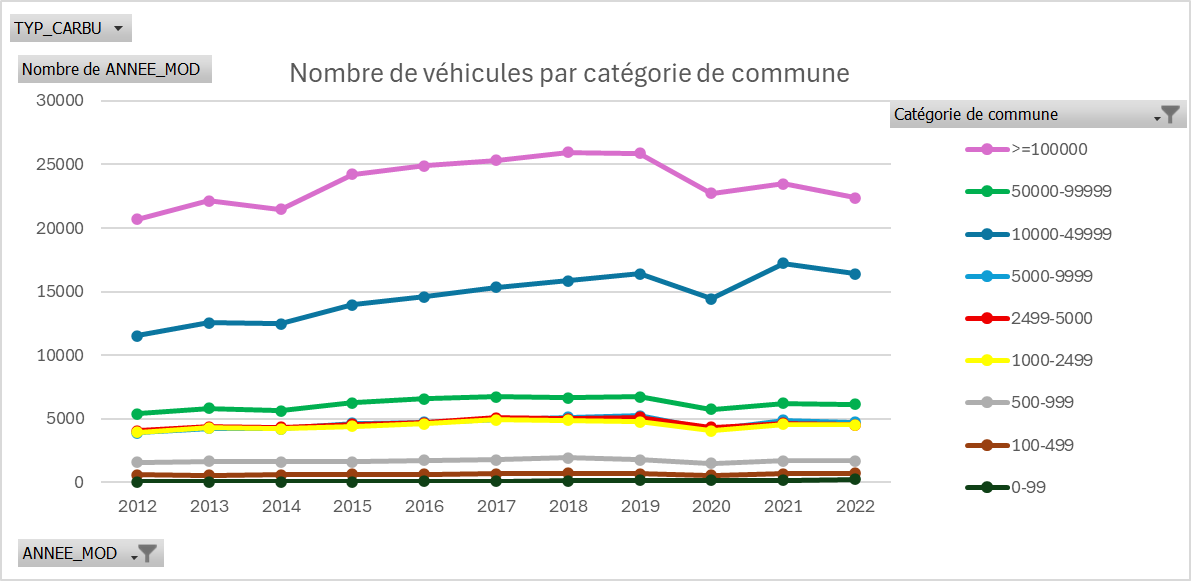 TYP_CARBU
Nombre de ANNEE_MOD
Nombre de véhicules par catégorie de commune
30000
25000
20000
15000
10000
5000
0
2012 2013 2014 2015 2016 2017 2018 2019 2020 2021 2022
Catégorie de commune
>=100000
50000-99999
10000-49999
5000-9999
2499-5000
1000-2499
500-999
100-499
0-99
ANNEE_MOD